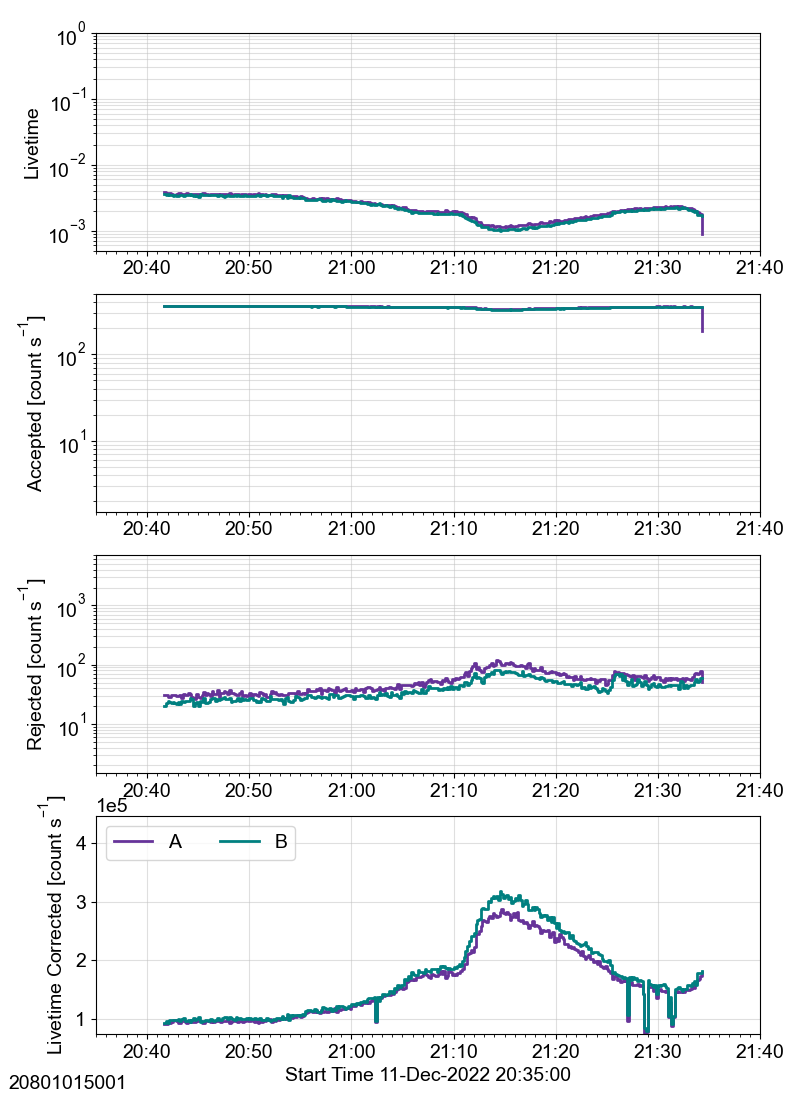 10^0
10^−1
10^−2
10^−3
Livetime
20:40 20:50 21:00 21:10 21:20 21:30 21:40
10^2
10^1
Accepted [count s^−1]
20:40 20:50 21:00 21:10 21:20 21:30 21:40
10^3
10^2
10^1
Rejected [count s^−1]
20:40 20:50 21:00 21:10 21:20 21:30 21:40
1e5
A B
4
3
2
1
Livetime Corrected [count s^−1]
20:40 20:50 21:00 21:10 21:20 21:30 21:40
Start Time 11-Dec-2022 20:35:00
20801015001